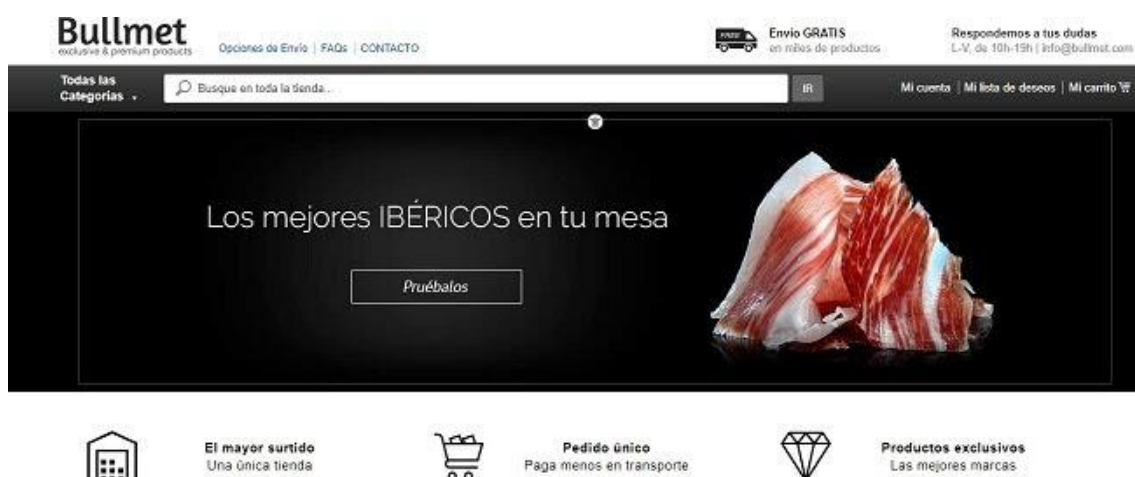 Bullmet
exclusive & premium products
Opciones de Envío | FAQs | CONTACTO
FREE
Envío GRATIS
en miles de productos
Respondemos a tus dudas
L-V, de 10h-19h | info@bullmet.com
Todas las
Categorías
Busque en toda la tienda...
IR
Mi cuenta | Mi lista de deseos | Mi carrito
Los mejores IBÉRICOS en tu mesa
Pruébalos
El mayor surtido
Una única tienda
Pedido único
Paga menos en transporte
Productos exclusivos
Las mejores marcas